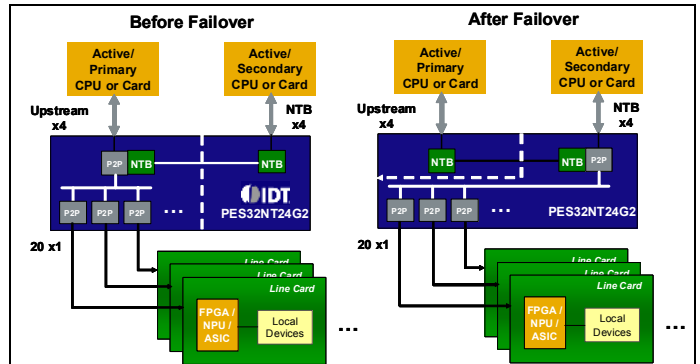 Before Failover
Active/
Primary
CPU or Card
Active/
Secondary
CPU or Card
Upstream
x4
NTB
x4
P2P
NTB
NTB
IDT
PES32NT24G2
P2P
P2P
P2P
...
20 x1
Line Card
Line Card
Line Card
FPGA /
NPU /
ASIC
Local
Devices
...
After Failover
Active/
Primary
CPU or Card
Active/
Secondary
CPU or Card
Upstream
x4
NTB
x4
NTB
NTB
P2P
P2P
P2P
P2P
...
PES32NT24G2
20 x1
Line Card
Line Card
Line Card
FPGA /
NPU /
ASIC
Local
Devices
...